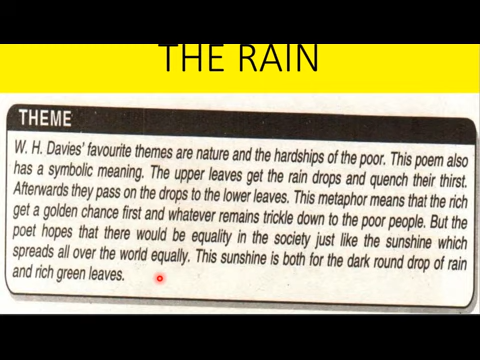 THE RAIN
THEME
W. H. Davies' favourite themes are nature and the hardships of the poor. This poem also
has a symbolic meaning. The upper leaves get the rain drops and quench their thirst.
Afterwards they pass on the drops to the lower leaves. This metaphor means that the rich
get a golden chance first and whatever remains trickle down to the poor people. But the
poet hopes that there would be equality in the society just like the sunshine which
spreads all over the world equally. This sunshine is both for the dark round drop of rain
and rich green leaves.